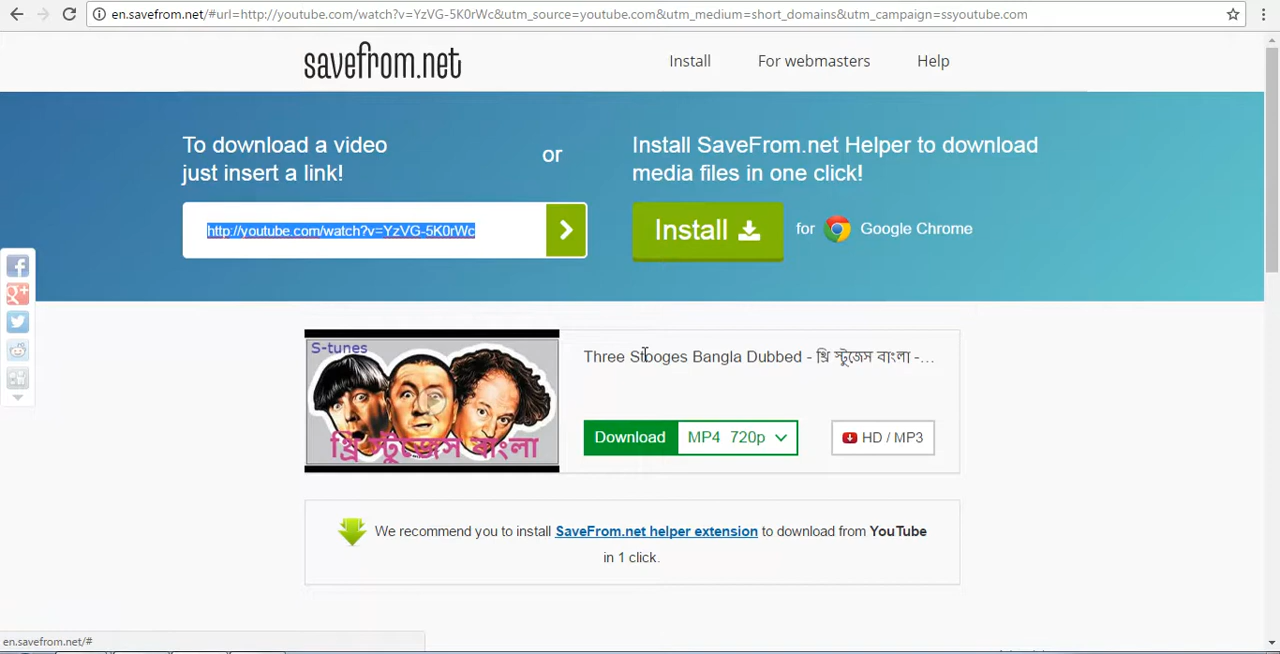 en.savefrom.net/#url=http://youtube.com/watch?v=YzVG-5K0rWc&utm_source=youtube.com&utm_medium=short_domains&utm_campaign=ssyoutube.com
savefrom.net
Install
For webmasters
Help
To download a video
just insert a link!
or
Install SaveFrom.net Helper to download
media files in one click!
http://youtube.com/watch?v=YzVG-5K0rWc
Install
for
Google Chrome
S-tunes
থ্রি স্টুজেস বাংলা
Three Stooges Bangla Dubbed - থ্রি স্টুজেস বাংলা -...
Download
MP4 720p
HD / MP3
We recommend you to install SaveFrom.net helper extension to download from YouTube
in 1 click.
en.savefrom.net/#